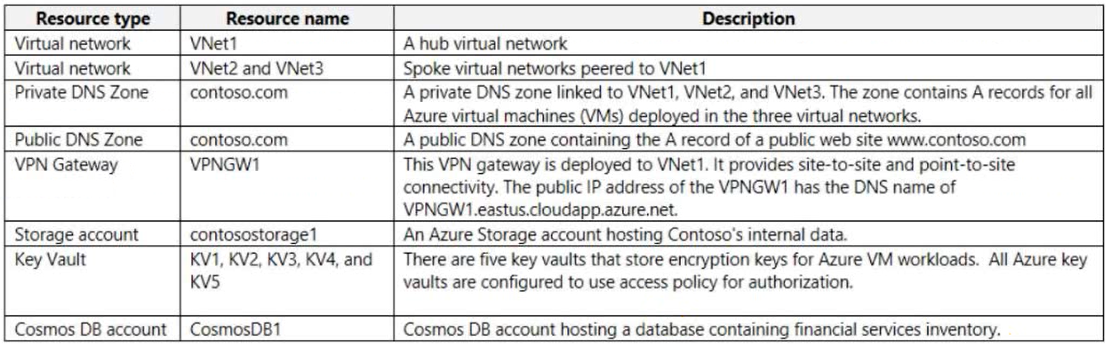 Resource type Resource name Description
Virtual network VNet1 A hub virtual network
Virtual network VNet2 and VNet3 Spoke virtual networks peered to VNet1
Private DNS Zone contoso.com A private DNS zone linked to VNet1, VNet2, and VNet3. The zone contains A records for all
Azure virtual machines (VMs) deployed in the three virtual networks.
Public DNS Zone contoso.com A public DNS zone containing the A record of a public web site www.contoso.com
VPN Gateway VPNGW1 This VPN gateway is deployed to VNet1. It provides site-to-site and point-to-site
connectivity. The public IP address of the VPNGW1 has the DNS name of
VPNGW1.eastus.cloudapp.azure.net.
Storage account contosostorage1 An Azure Storage account hosting Contoso's internal data.
Key Vault KV1, KV2, KV3, KV4, and There are five key vaults that store encryption keys for Azure VM workloads. All Azure key
KV5 vaults are configured to use access policy for authorization.
Cosmos DB account CosmosDB1 Cosmos DB account hosting a database containing financial services inventory.